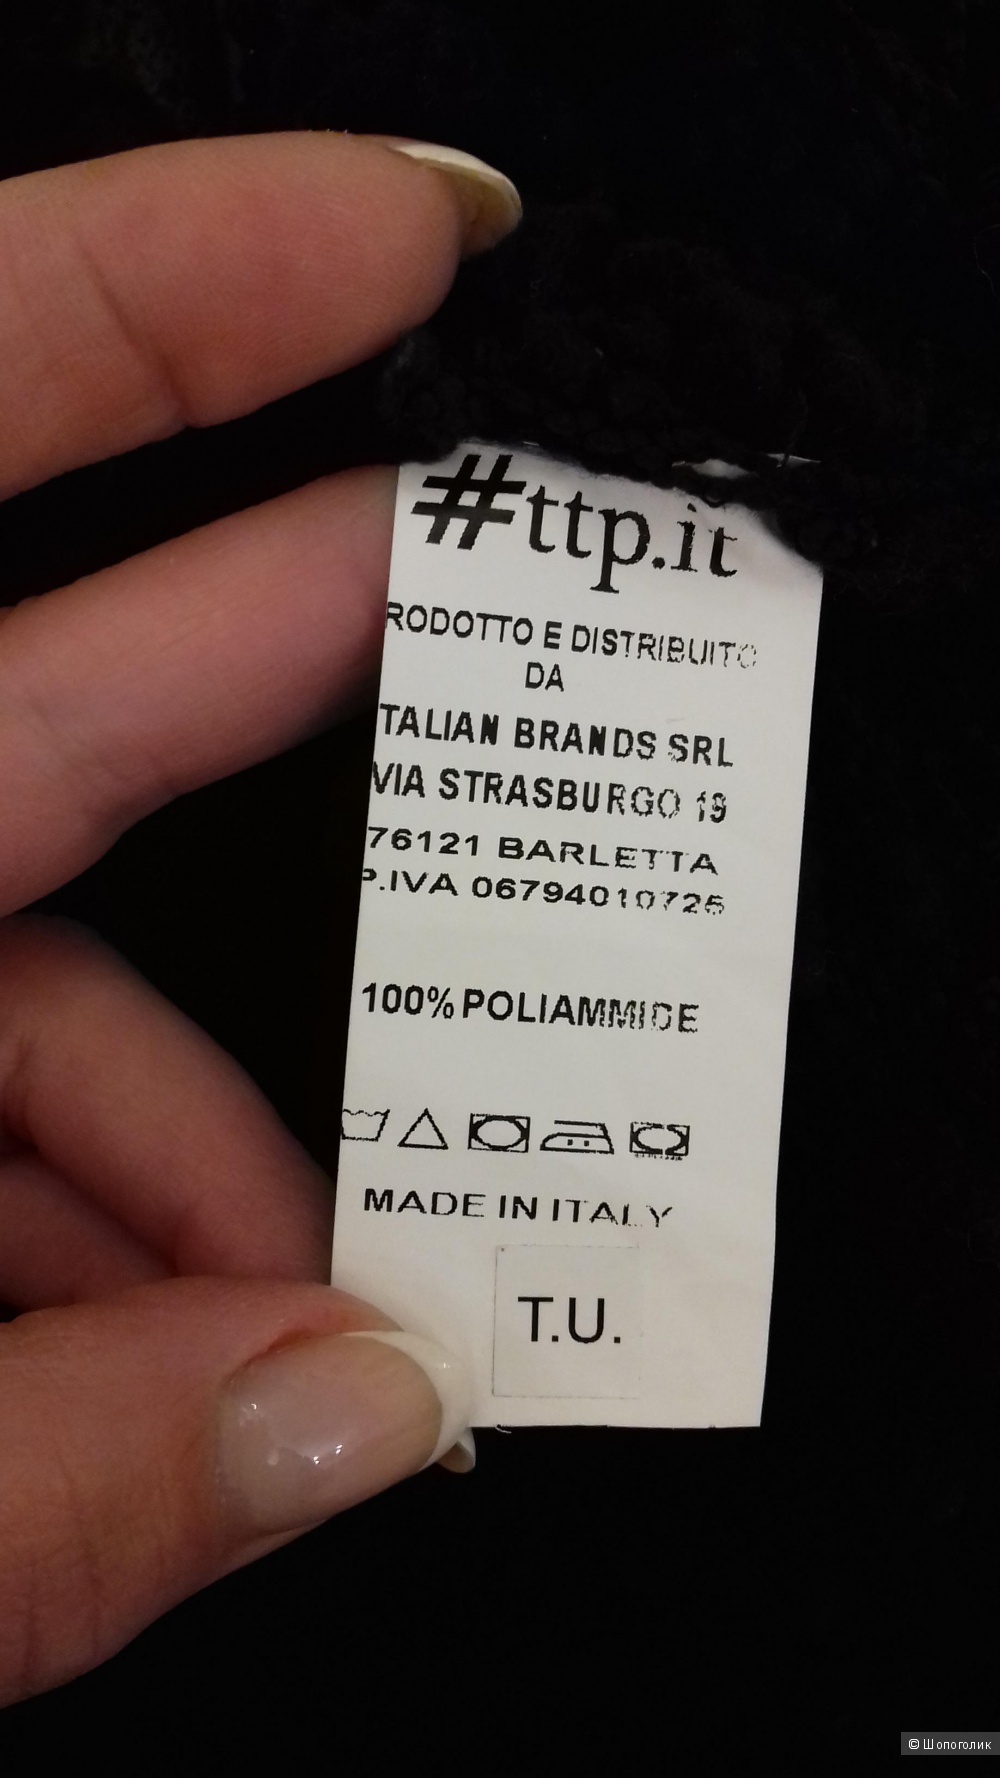 #ttp.it
RODOTTO E DISTRIBUITO
DA
TALIAN BRANDS SRL
VIA STRASBURGO 19
76121 BARLETTA
P.IVA 06794010725
100% POLIAMMIDE
MADE IN ITALY
T.U.
© Шопоголик